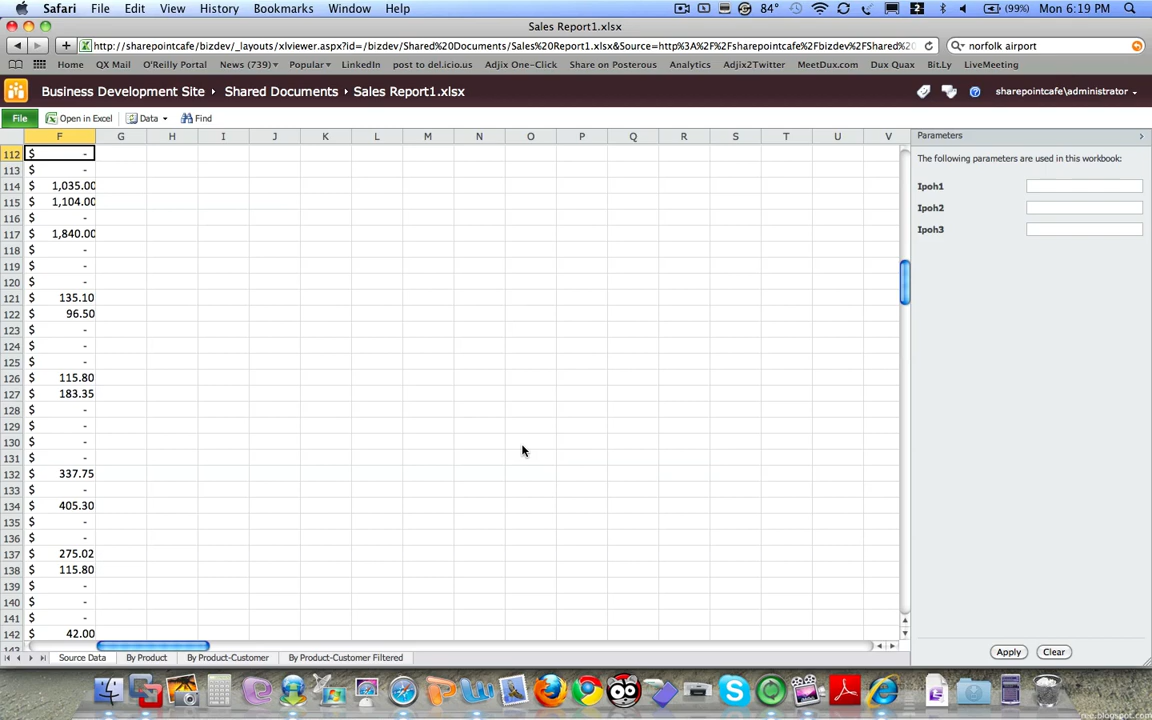 Safari File Edit View History Bookmarks Window Help 84° 2 (99%) Mon 6:19 PM
Sales Report1.xlsx
http://sharepointcafe/bizdev/_layouts/xlviewer.aspx?id=/bizdev/Shared%20Documents/Sales%20Report1.xlsx&Source=http%3A%2F%2Fsharepointcafe%2Fbizdev%2FShared%20 norfolk airport
Home QX Mail O'Reilly Portal News (739) Popular LinkedIn post to del.icio.us Adjix One-Click Share on Posterous Analytics Adjix2Twitter MeetDux.com Dux Quax Bit.Ly LiveMeeting
Business Development Site Shared Documents Sales Report1.xlsx sharepointcafe\administrator
File Open in Excel Data Find
F G H I J K L M N O P Q R S T U V
112 $ -
113 $ -
114 $ 1,035.00
115 $ 1,104.00
116 $ -
117 $ 1,840.00
118 $ -
119 $ -
120 $ -
121 $ 135.10
122 $ 96.50
123 $ -
124 $ -
125 $ -
126 $ 115.80
127 $ 183.35
128 $ -
129 $ -
130 $ -
131 $ -
132 $ 337.75
133 $ -
134 $ 405.30
135 $ -
136 $ -
137 $ 275.02
138 $ 115.80
139 $ -
140 $ -
141 $ -
142 $ 42.00
Parameters
The following parameters are used in this workbook:
Ipoh1
Ipoh2
Ipoh3
Apply Clear
Source Data By Product By Product-Customer By Product-Customer Filtered